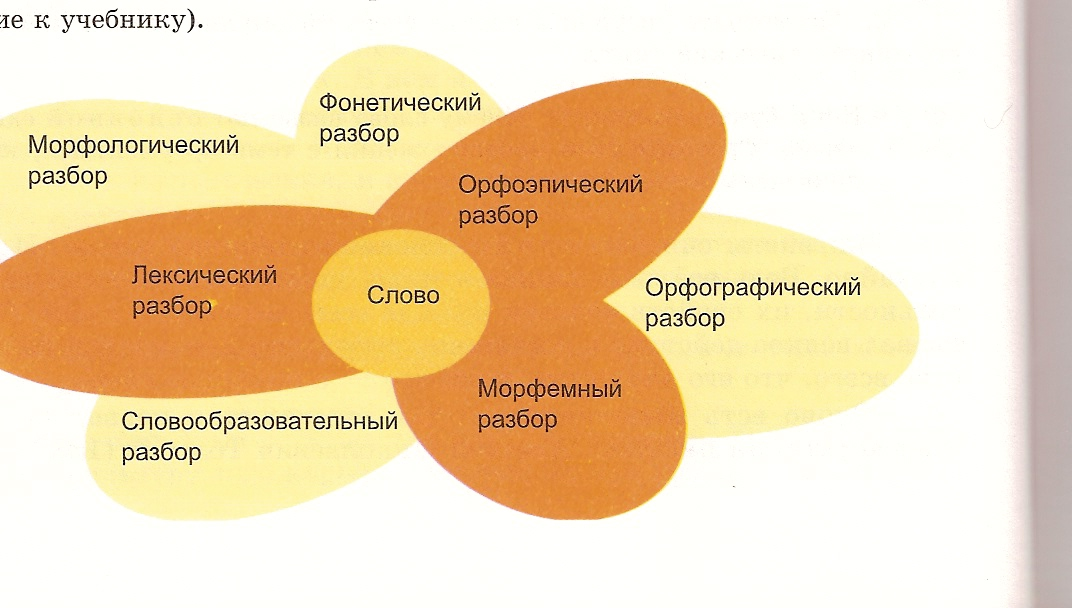 ие к учебнику).
Фонетический
разбор
Морфологический
разбор
Орфоэпический
разбор
Лексический
разбор
Слово
Орфографический
разбор
Морфемный
разбор
Словообразовательный
разбор